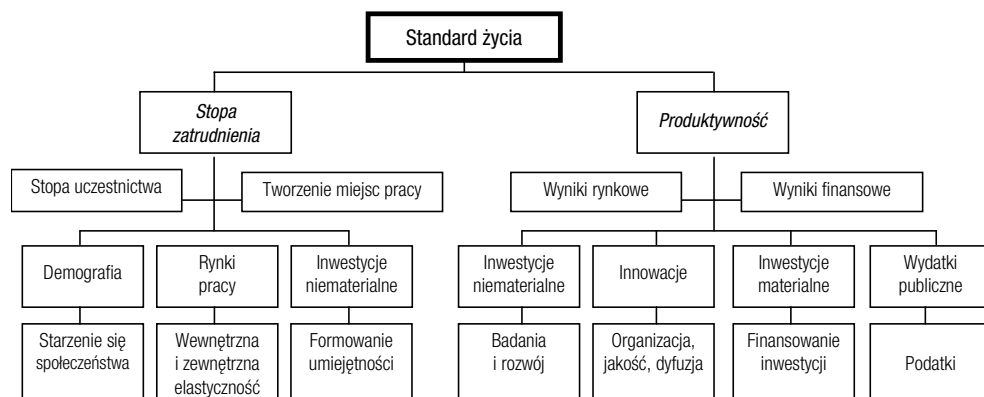 Standard życia
Stopa
zatrudnienia
Produktywność
Stopa uczestnictwa
Tworzenie miejsc pracy
Wyniki rynkowe
Wyniki finansowe
Demografia
Rynki
pracy
Inwestycje
niematerialne
Inwestycje
niematerialne
Innowacje
Inwestycje
materialne
Wydatki
publiczne
Starzenie się
społeczeństwa
Wewnętrzna
i zewnętrzna
elastyczność
Formowanie
umiejętności
Badania
i rozwój
Organizacja,
jakość, dyfuzja
Finansowanie
inwestycji
Podatki